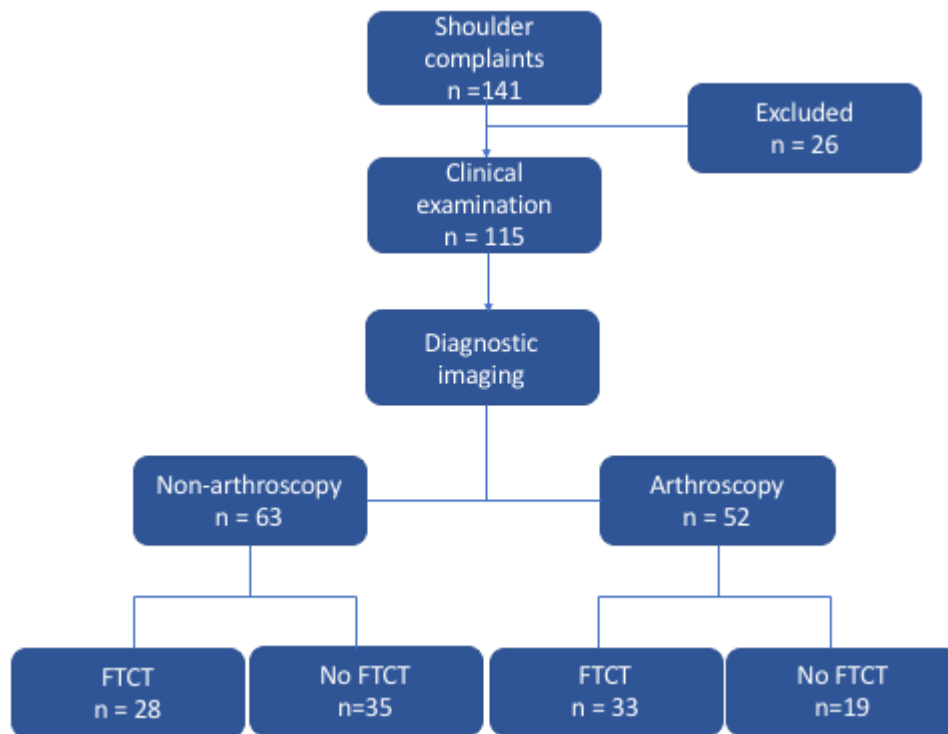 Shoulder
complaints
n =141
Excluded
n = 26
Clinical
examination
n = 115
Diagnostic
imaging
Non-arthroscopy
n = 63
Arthroscopy
n = 52
FTCT
n = 28
No FTCT
n=35
FTCT
n = 33
No FTCT
n=19